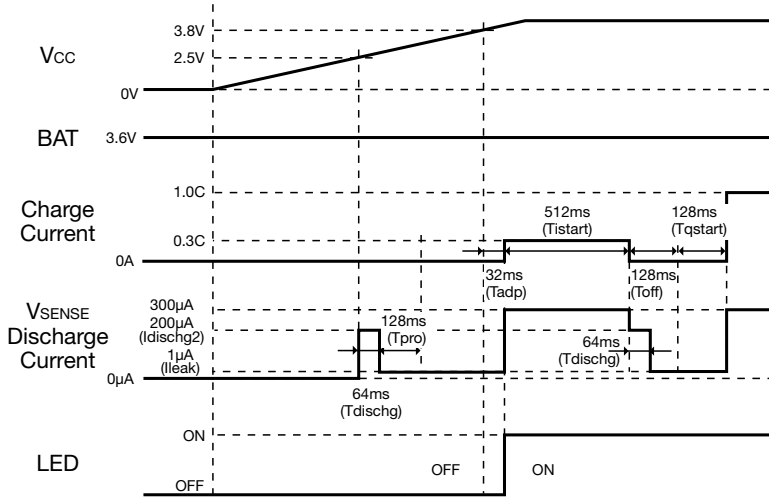 3.8V
2.5V
VCC
0V
BAT
3.6V
1.0C
Charge
Current
0.3C
0A
512ms
(Tistart)
128ms
(Tqstart)
32ms
(Tadp)
128ms
(Toff)
VSENSE
Discharge
Current
300μA
200μA
(Idischg2)
1μA
(Ileak)
0μA
128ms
(Tpro)
64ms
(Tdischg)
64ms
(Tdischg)
LED
ON
OFF
OFF
ON